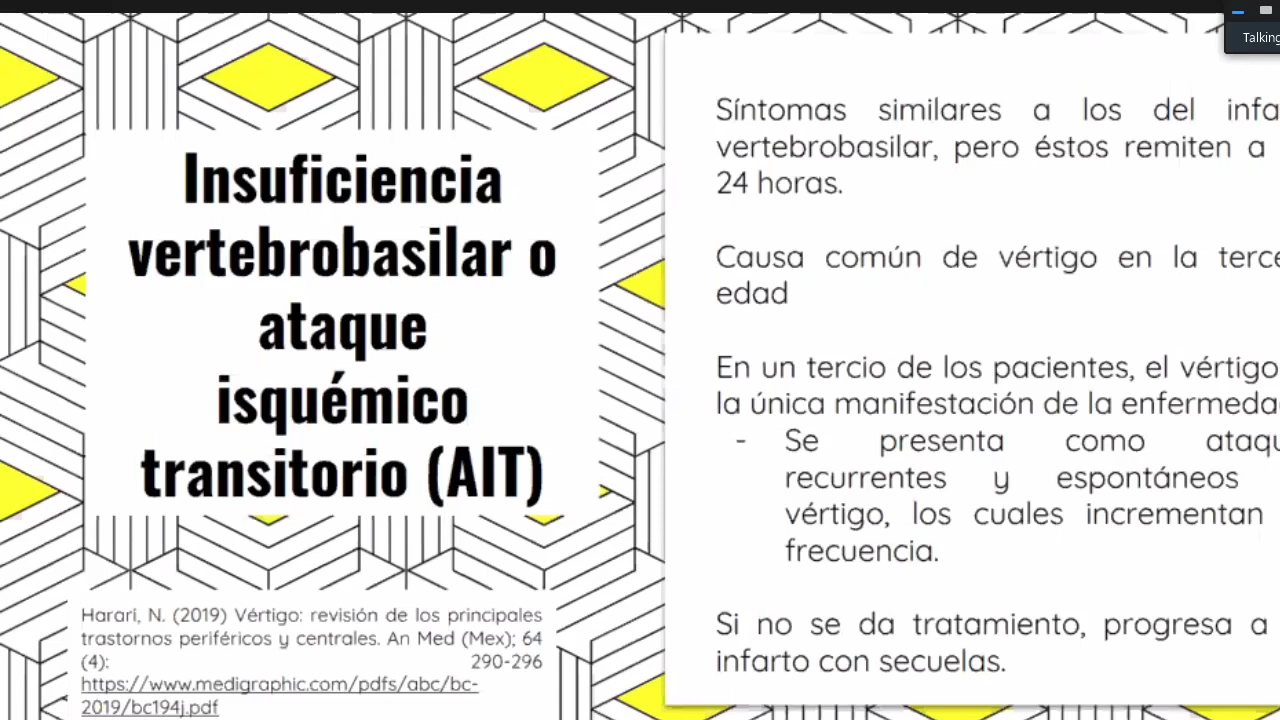 Talking
Insuficiencia
vertebrobasilar o
ataque
isquémico
transitorio (AIT)
Harari, N. (2019) Vértigo: revisión de los principales
trastornos periféricos y centrales. An Med (Mex); 64
(4): 290-296
https://www.medigraphic.com/pdfs/abc/bc-
2019/bc194j.pdf
Síntomas similares a los del infa
vertebrobasilar, pero éstos remiten a
24 horas.
Causa común de vértigo en la terce
edad
En un tercio de los pacientes, el vértigo
la única manifestación de la enfermeda
- Se presenta como ataqu
recurrentes y espontáneos
vértigo, los cuales incrementan
frecuencia.
Si no se da tratamiento, progresa a
infarto con secuelas.